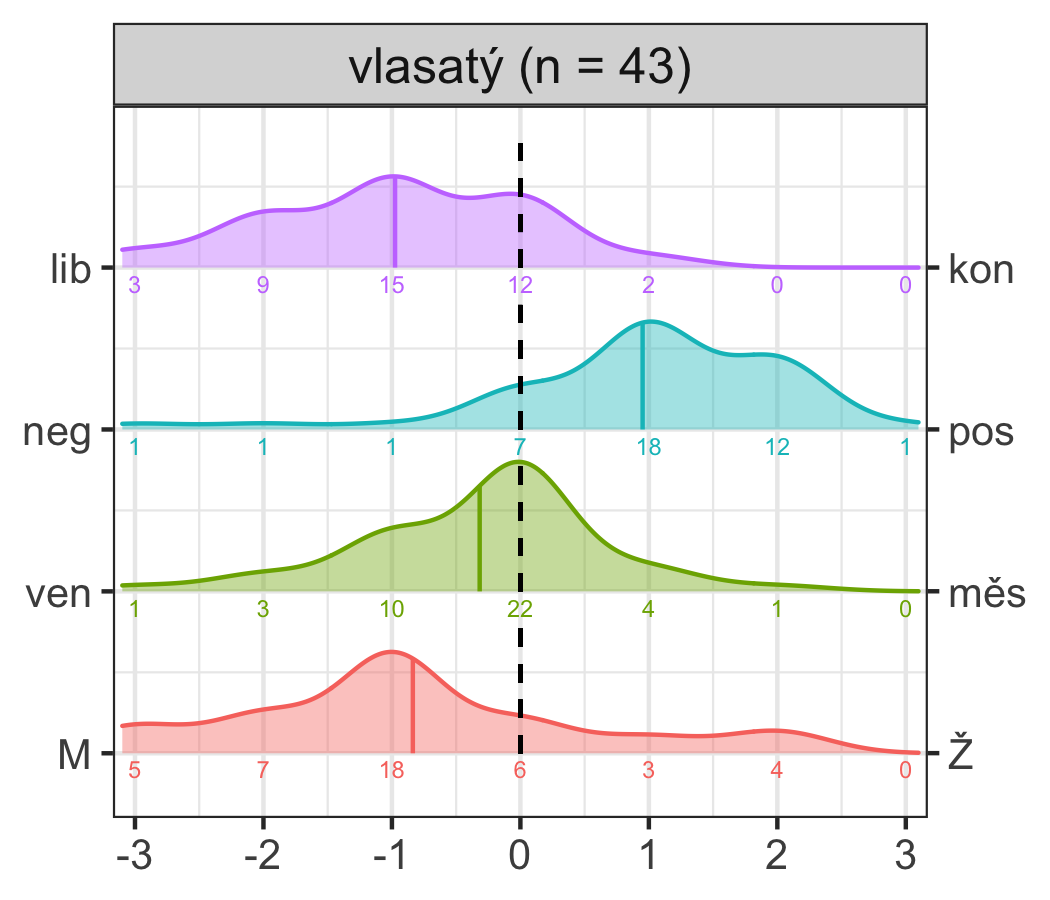 vlasatý (n = 43)
lib kon
3 9 15 12 2 0 0
neg pos
1 1 1 7 18 12 1
ven měs
1 3 10 22 4 1 0
M Ž
5 7 18 6 3 4 0
-3 -2 -1 0 1 2 3